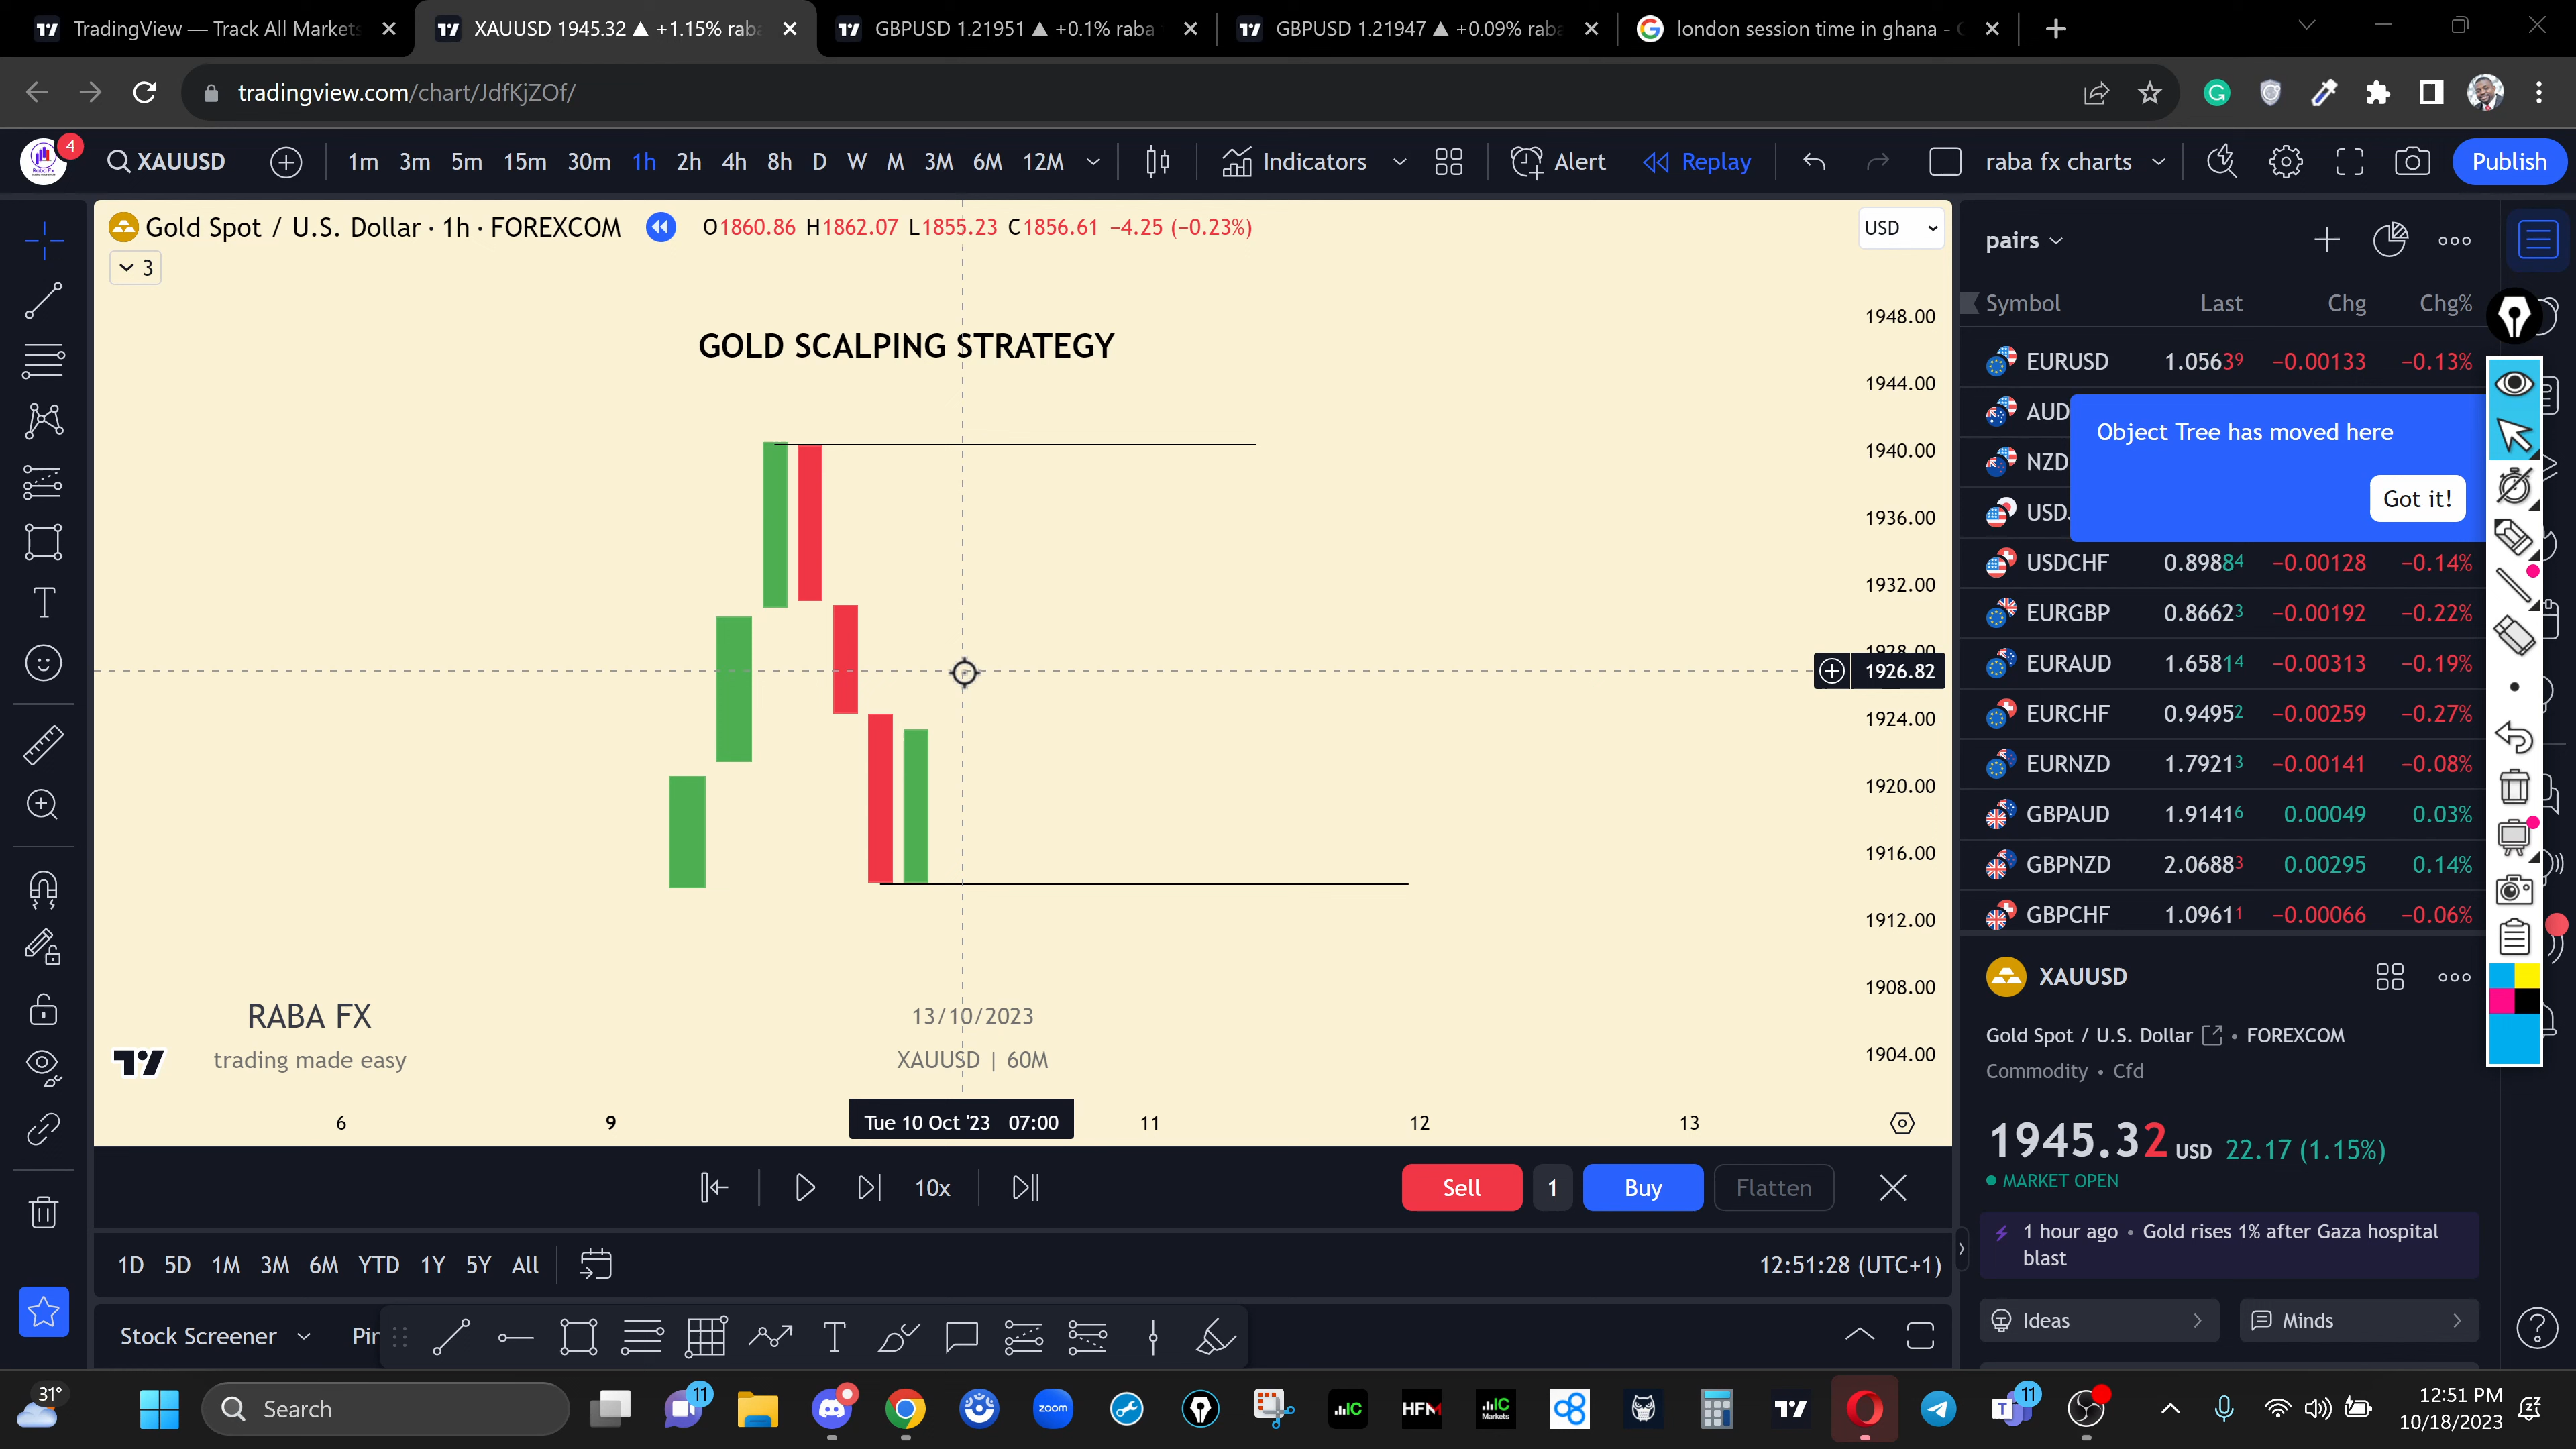 TradingView — Track All Markets
XAUUSD 1945.32 ▲ +1.15% raba
GBPUSD 1.21951 ▲ +0.1% raba
GBPUSD 1.21947 ▲ +0.09% raba
london session time in ghana -
tradingview.com/chart/JdfKjZOf/
4
XAUUSD 1m 3m 5m 15m 30m 1h 2h 4h 8h D W M 3M 6M 12M Indicators Alert Replay raba fx charts Publish
Gold Spot / U.S. Dollar · 1h · FOREXCOM O1860.86 H1862.07 L1855.23 C1856.61 −4.25 (−0.23%)
USD
3
GOLD SCALPING STRATEGY
1948.00
1944.00
1940.00
1936.00
1932.00
1928.00
1926.82
1924.00
1920.00
1916.00
1912.00
1908.00
1904.00
RABA FX
trading made easy
13/10/2023
XAUUSD | 60M
6 9 Tue 10 Oct '23 07:00 11 12 13
10x
Sell 1 Buy Flatten
1D 5D 1M 3M 6M YTD 1Y 5Y All
12:51:28 (UTC+1)
Stock Screener
pairs
Symbol Last Chg Chg%
EURUSD 1.05639 −0.00133 −0.13%
AUD
NZD
Object Tree has moved here
Got it!
USDCHF 0.89884 −0.00128 −0.14%
EURGBP 0.86623 −0.00192 −0.22%
EURAUD 1.65814 −0.00313 −0.19%
EURCHF 0.94952 −0.00259 −0.27%
EURNZD 1.79213 −0.00141 −0.08%
GBPAUD 1.91416 0.00049 0.03%
GBPNZD 2.06883 0.00295 0.14%
GBPCHF 1.09611 −0.00066 −0.06%
XAUUSD
Gold Spot / U.S. Dollar • FOREXCOM
Commodity • Cfd
1945.32 USD 22.17 (1.15%)
MARKET OPEN
1 hour ago • Gold rises 1% after Gaza hospital
blast
Ideas
Minds
31°
Search
11
zoom
IC
HFM
IC
Markets
11
12:51 PM
10/18/2023